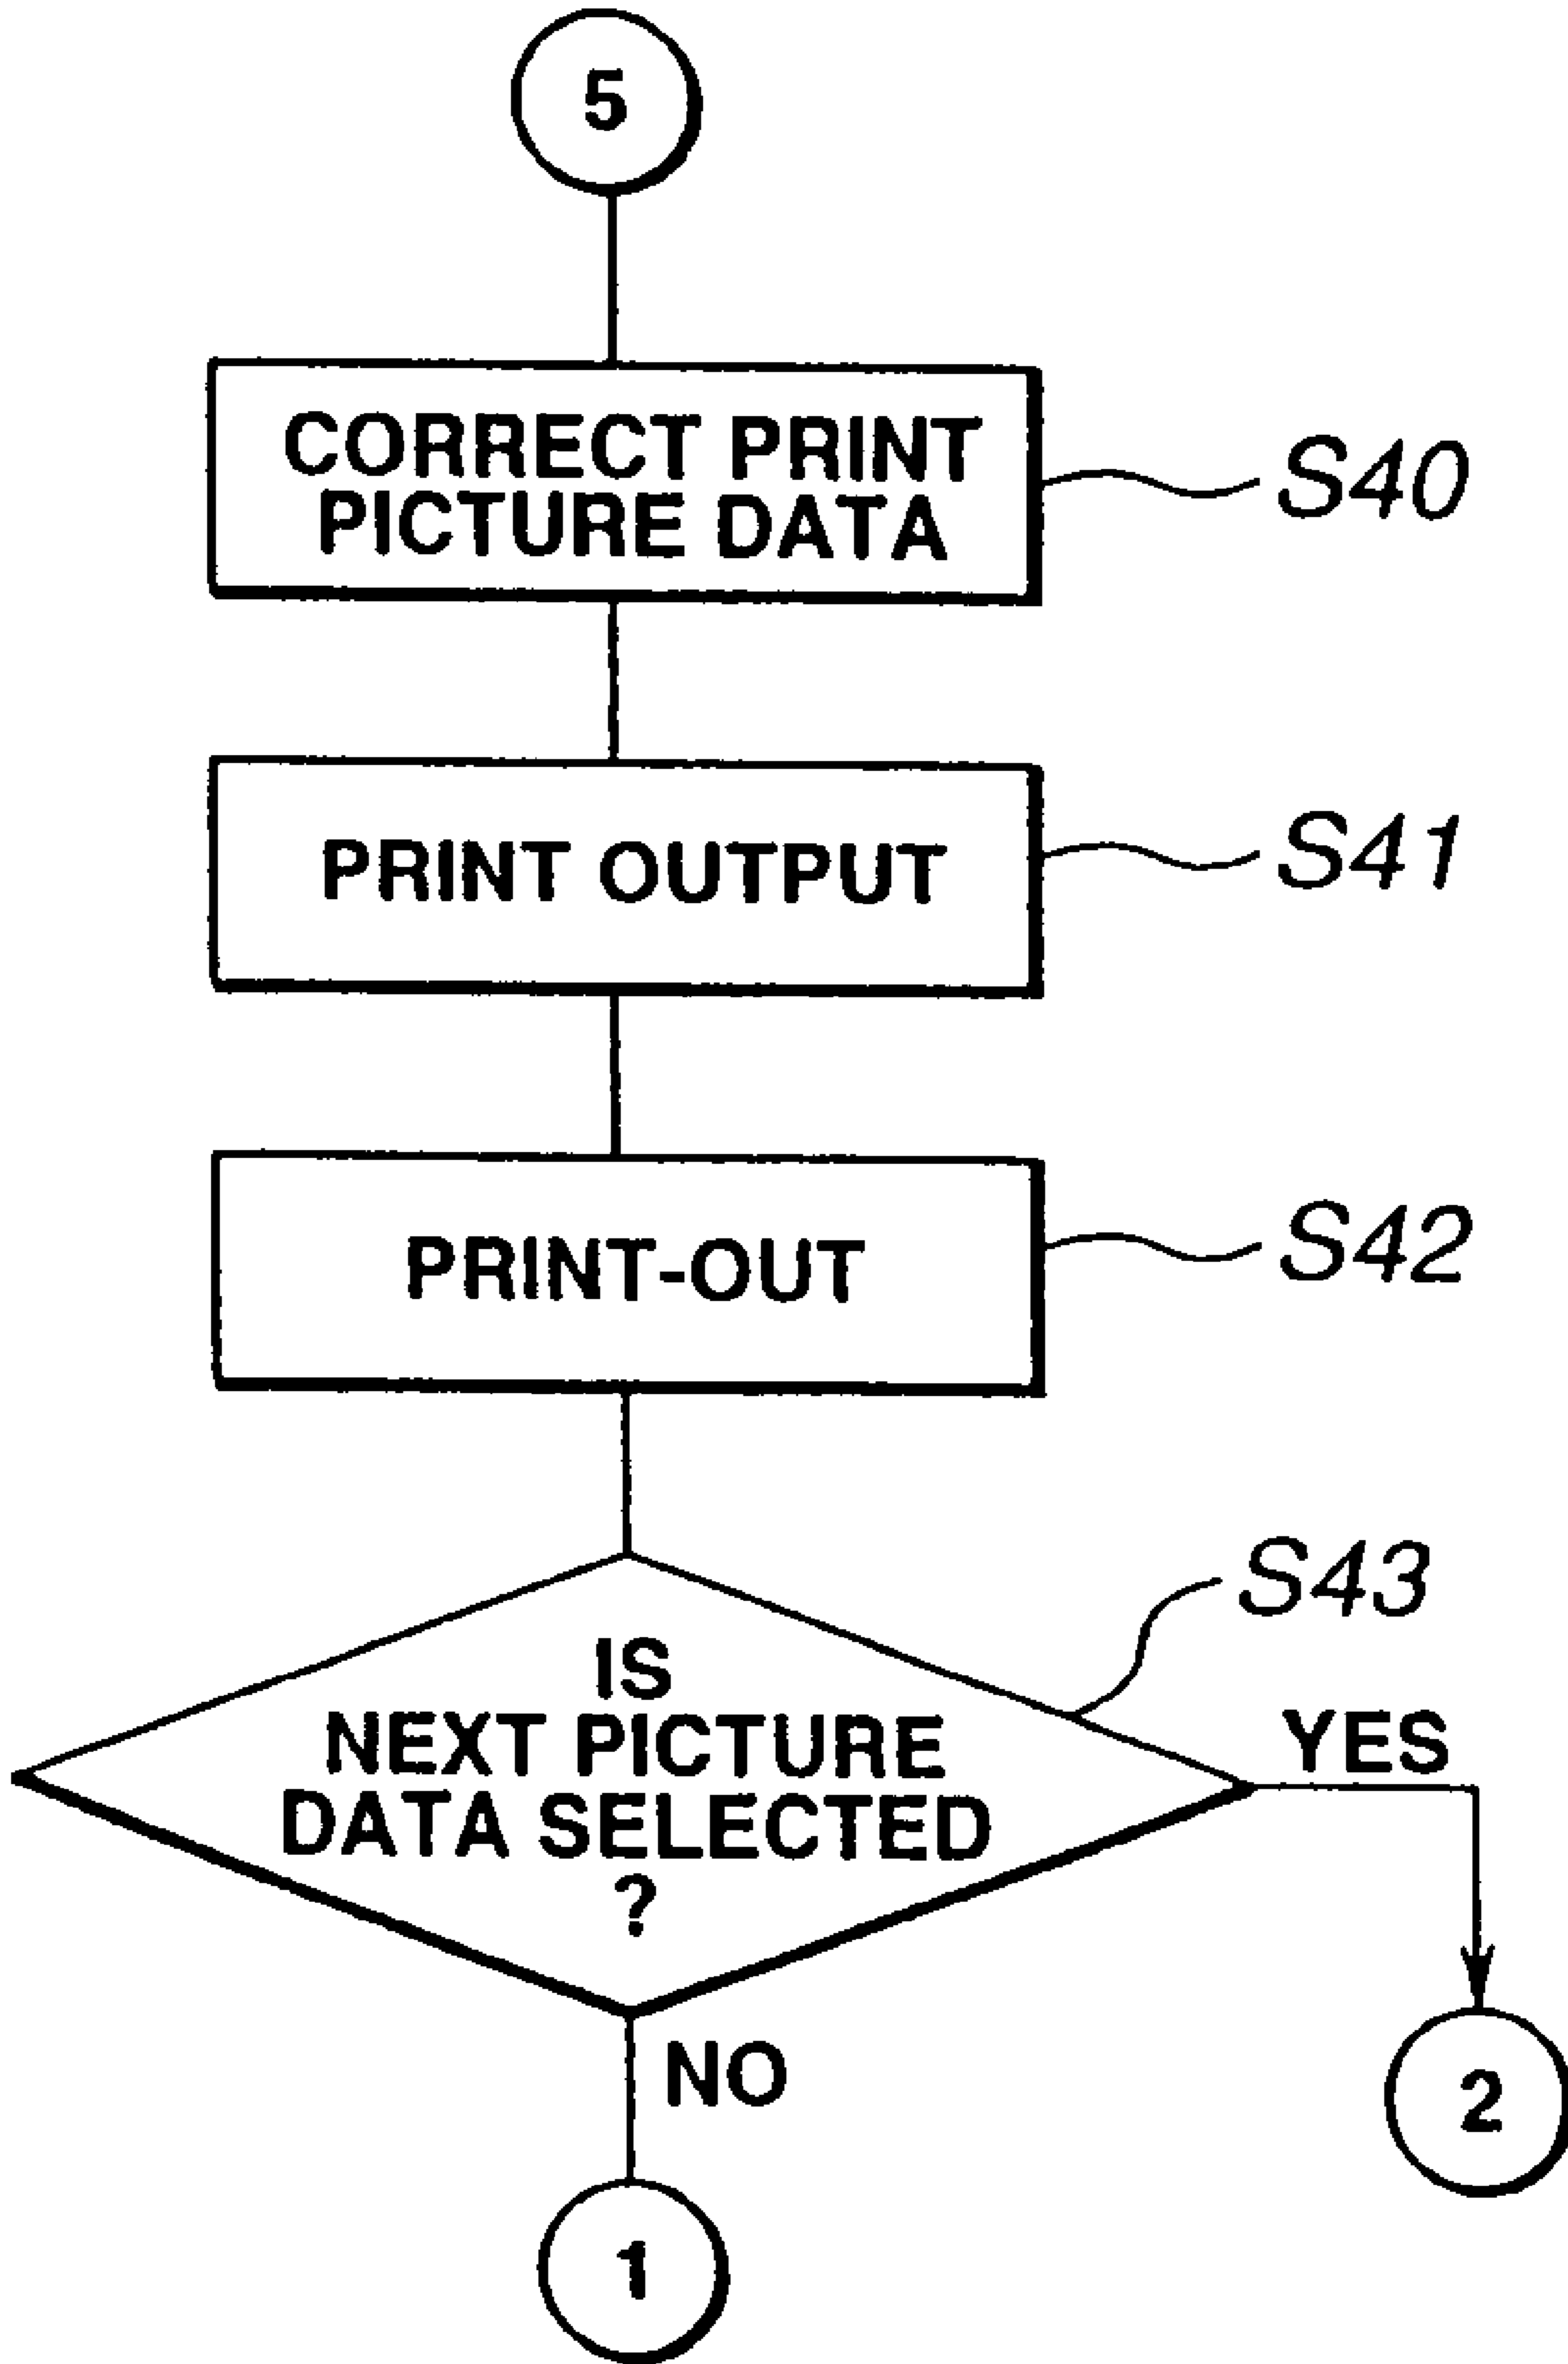 5
CORRECT PRINT
PICTURE DATA
S40
PRINT OUTPUT
S41
PRINT-OUT
S42
S43
IS
NEXT PICTURE
DATA SELECTED
?
YES
NO
2
1